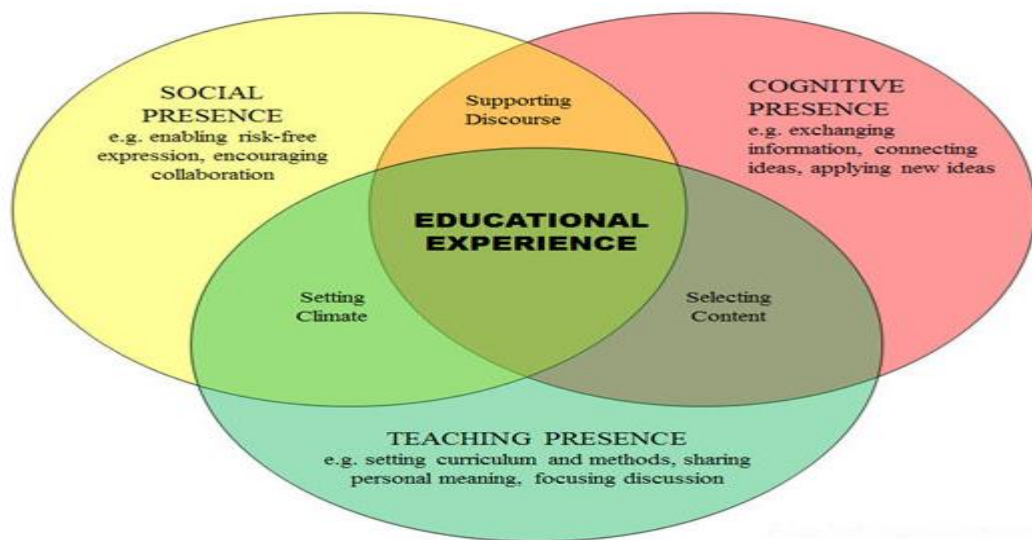 SOCIAL
PRESENCE
e.g. enabling risk-free
expression, encouraging
collaboration
Supporting
Discourse
COGNITIVE
PRESENCE
e.g. exchanging
information, connecting
ideas, applying new ideas
EDUCATIONAL
EXPERIENCE
Setting
Climate
Selecting
Content
TEACHING PRESENCE
e.g. setting curriculum and methods, sharing
personal meaning, focusing discussion